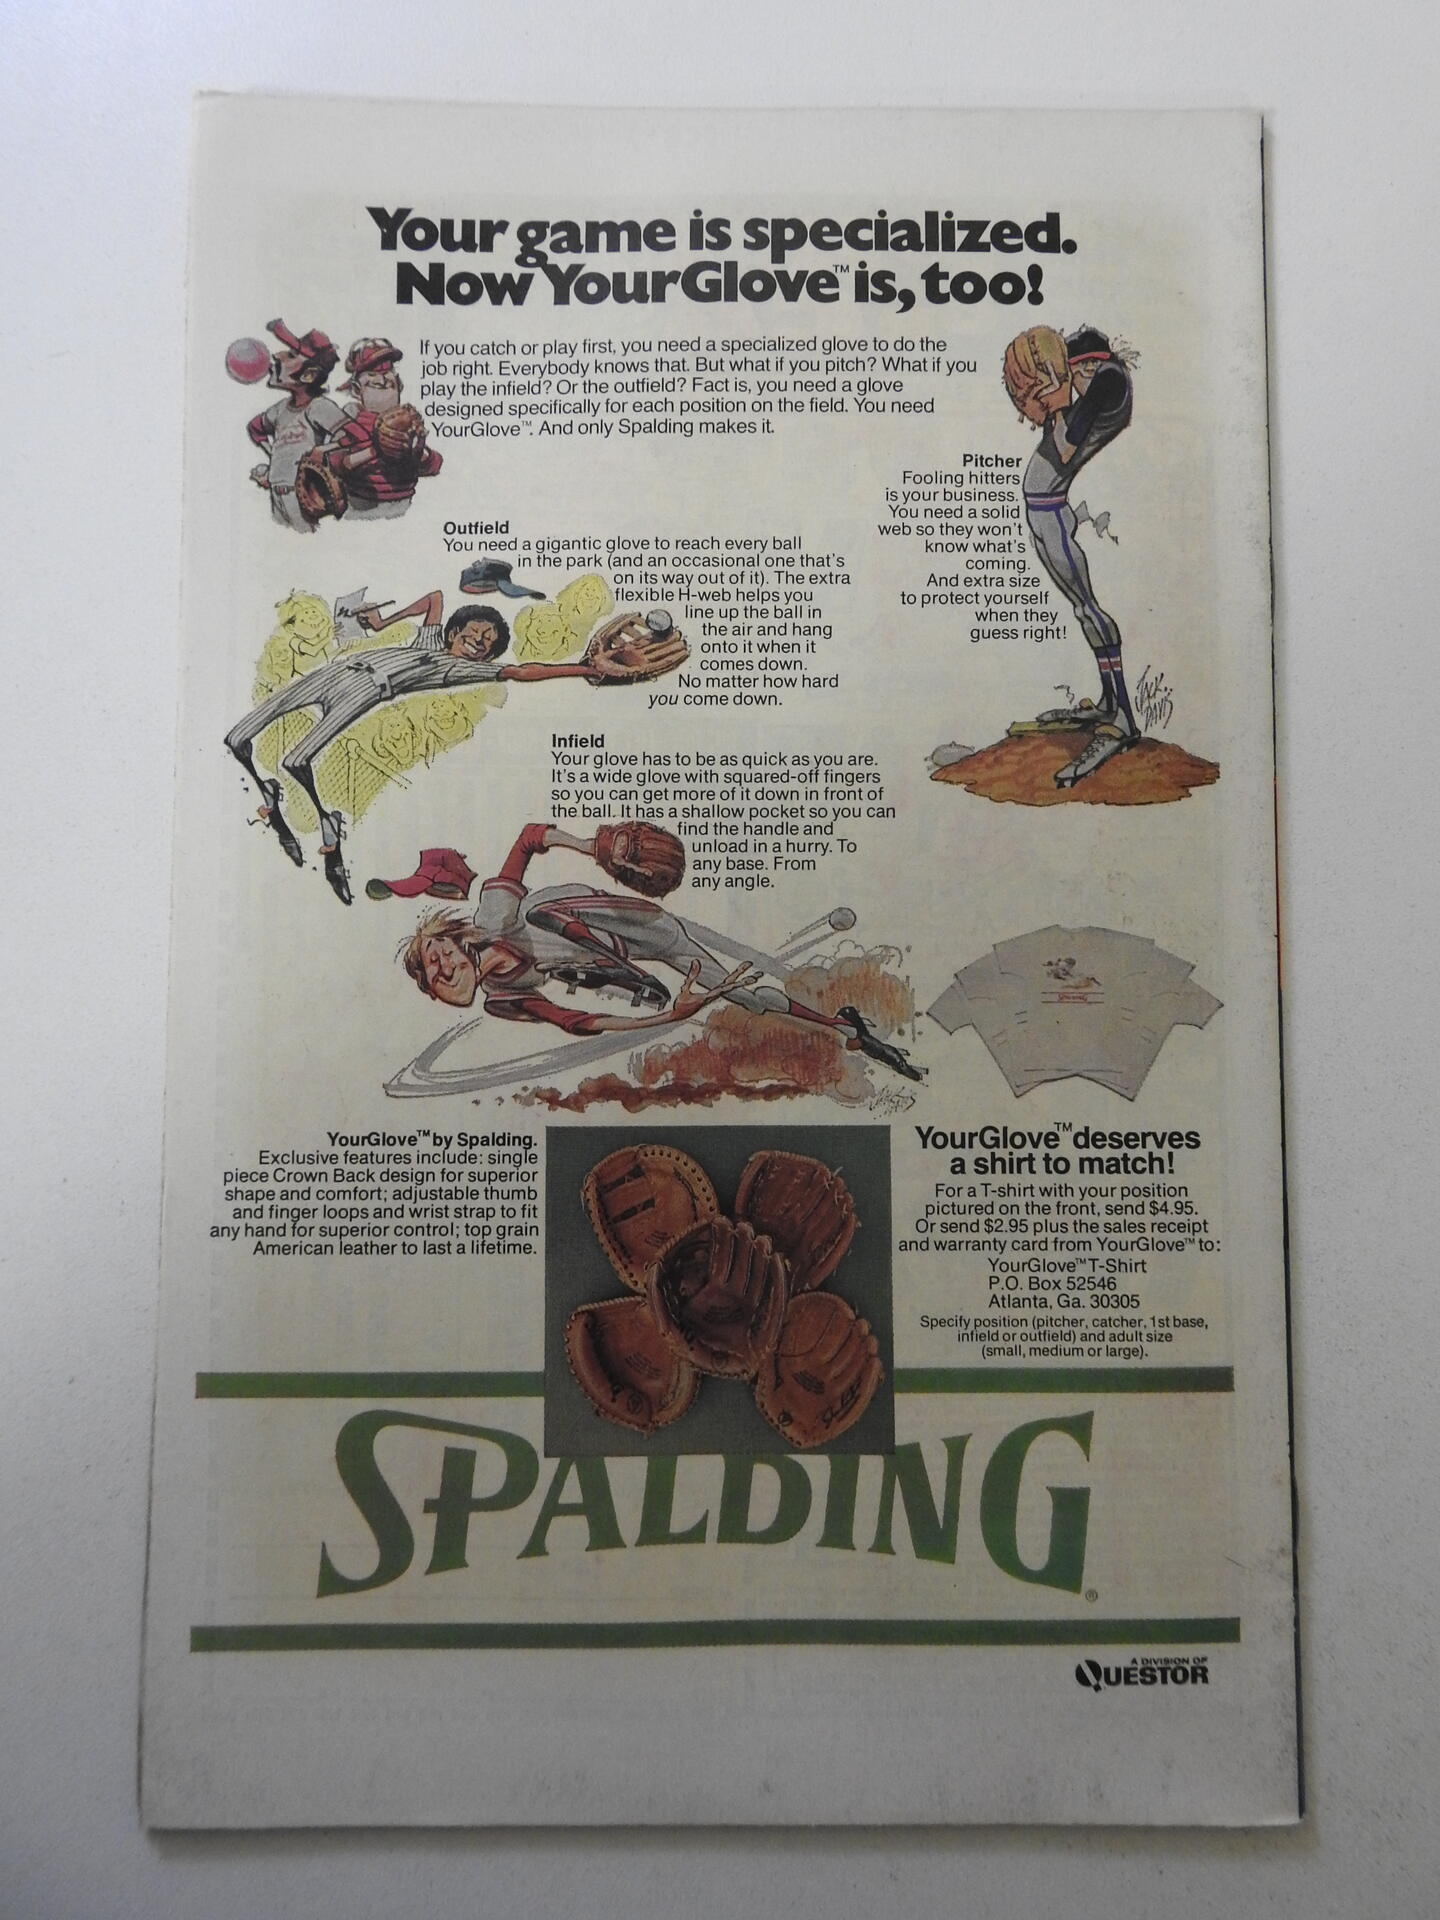 Your game is specialized.
Now YourGlove™ is, too!
If you catch or play first, you need a specialized glove to do the
job right. Everybody knows that. But what if you pitch? What if you
play the infield? Or the outfield? Fact is, you need a glove
designed specifically for each position on the field. You need
YourGlove™. And only Spalding makes it.
Pitcher
Fooling hitters
is your business.
You need a solid
web so they won't
know what's
coming.
And extra size
to protect yourself
when they
guess right!
JACK
DAVIS
Outfield
You need a gigantic glove to reach every ball
in the park (and an occasional one that's
on its way out of it). The extra
flexible H-web helps you
line up the ball in
the air and hang
onto it when it
comes down.
No matter how hard
you come down.
Infield
Your glove has to be as quick as you are.
It's a wide glove with squared-off fingers
so you can get more of it down in front of
the ball. It has a shallow pocket so you can
find the handle and
unload in a hurry. To
any base. From
any angle.
SPALDING
YourGlove™ by Spalding.
Exclusive features include: single
piece Crown Back design for superior
shape and comfort; adjustable thumb
and finger loops and wrist strap to fit
any hand for superior control; top grain
American leather to last a lifetime.
YourGlove™ deserves
a shirt to match!
For a T-shirt with your position
pictured on the front, send $4.95.
Or send $2.95 plus the sales receipt
and warranty card from YourGlove™ to:
YourGlove™ T-Shirt
P.O. Box 52546
Atlanta, Ga. 30305
Specify position (pitcher, catcher, 1st base,
infield or outfield) and adult size
(small, medium or large).
SPALDING®
A DIVISION OF
QUESTOR